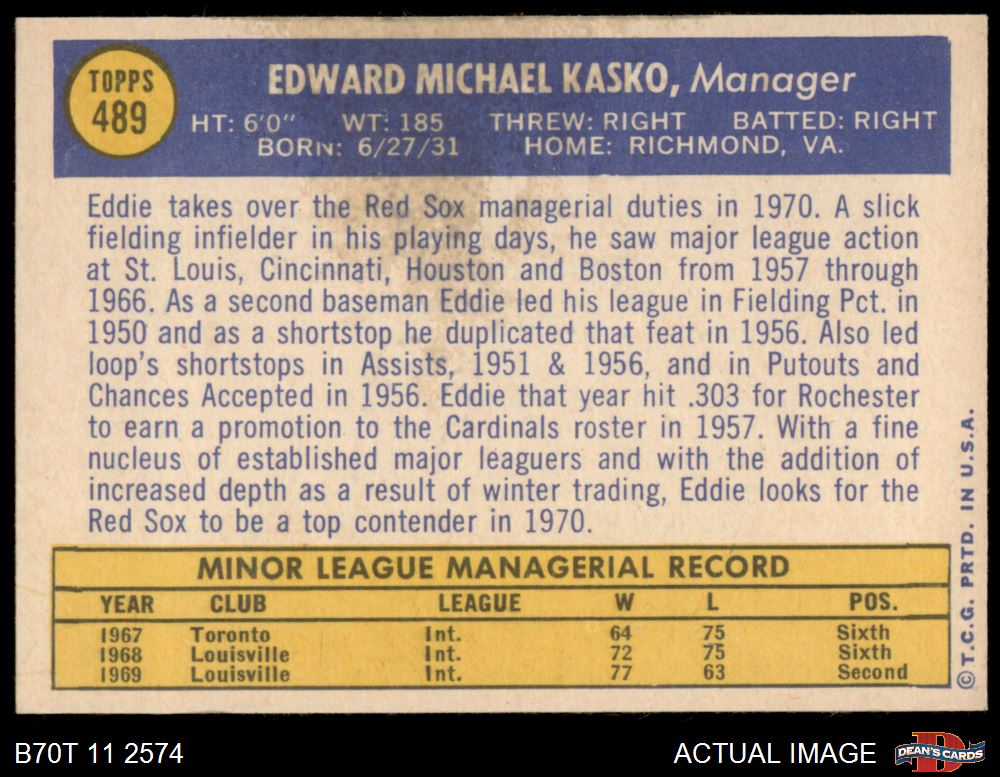 TOPPS
489
EDWARD MICHAEL KASKO, Manager
HT: 6'0" WT: 185 THREW: RIGHT BATTED: RIGHT
BORN: 6/27/31 HOME: RICHMOND, VA.
Eddie takes over the Red Sox managerial duties in 1970. A slick
fielding infielder in his playing days, he saw major league action
at St. Louis, Cincinnati, Houston and Boston from 1957 through
1966. As a second baseman Eddie led his league in Fielding Pct. in
1950 and as a shortstop he duplicated that feat in 1956. Also led
loop's shortstops in Assists, 1951 & 1956, and in Putouts and
Chances Accepted in 1956. Eddie that year hit .303 for Rochester
to earn a promotion to the Cardinals roster in 1957. With a fine
nucleus of established major leaguers and with the addition of
increased depth as a result of winter trading, Eddie looks for the
Red Sox to be a top contender in 1970.
MINOR LEAGUE MANAGERIAL RECORD
YEAR CLUB LEAGUE W L POS.
1967 Toronto Int. 64 75 Sixth
1968 Louisville Int. 72 75 Sixth
1969 Louisville Int. 77 63 Second
© T.C.G. PRTD. IN U.S.A.
B70T 11 2574 ACTUAL IMAGE DEAN'S CARDS